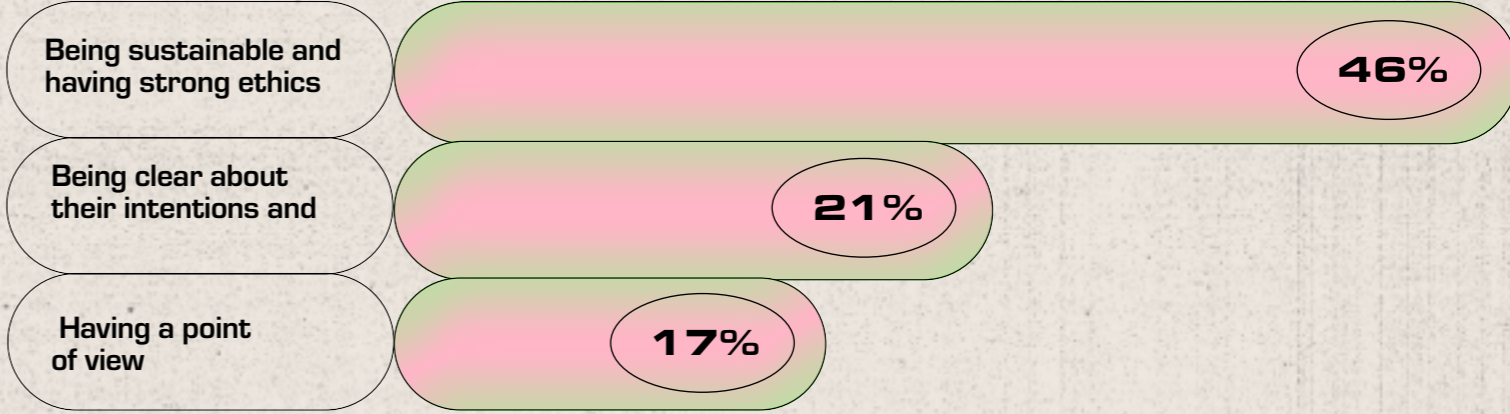 Being sustainable and
having strong ethics
46%
Being clear about
their intentions and
21%
Having a point
of view
17%